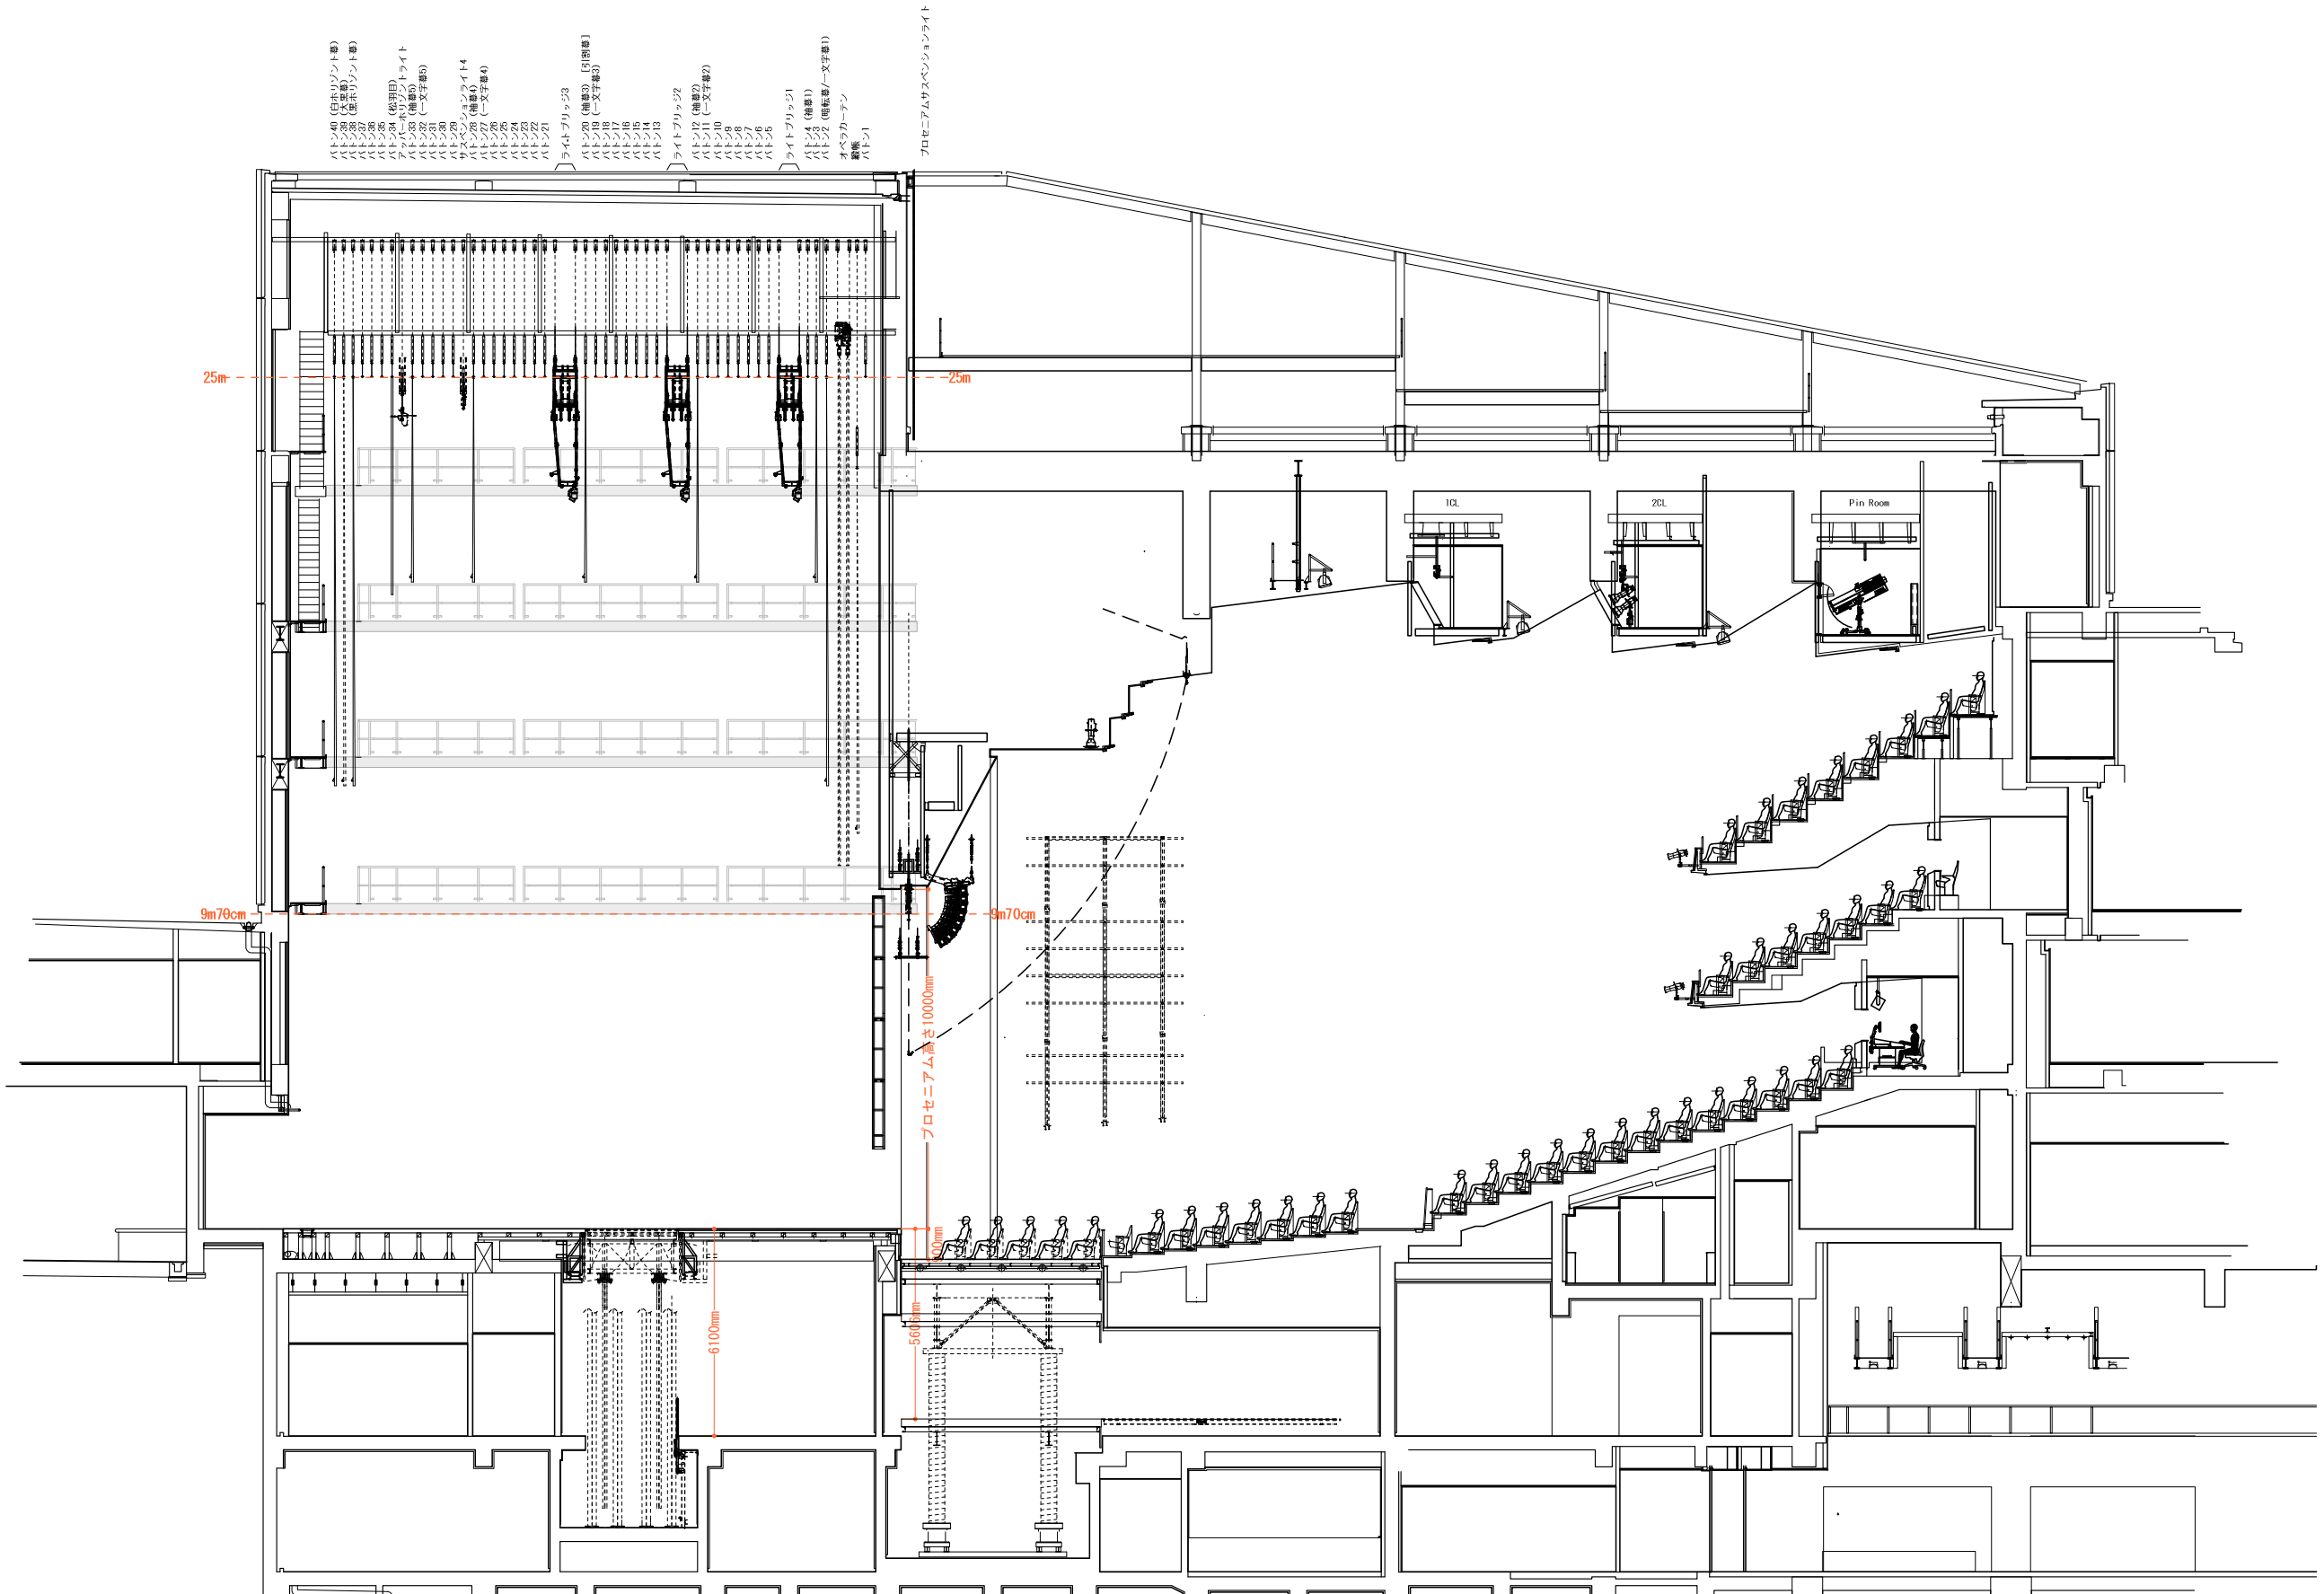 バトン40 (白ホリゾント幕)
バトン39 (大黒幕)
バトン38 (黒ホリゾント幕)
バトン37
バトン36
バトン35
バトン34 (松羽目)
アッパーホリゾントライト
バトン33 (袖幕5)
バトン32 (一文字幕5)
バトン31
バトン30
バトン29
サスペンションライト4
バトン28 (袖幕4)
バトン27 (一文字幕4)
バトン26
バトン25
バトン24
バトン23
バトン22
バトン21
ライトブリッジ3
バトン20 (袖幕3) [引割幕]
バトン19 (一文字幕3)
バトン18
バトン17
バトン16
バトン15
バトン14
バトン13
ライトブリッジ2
バトン12 (袖幕2)
バトン11 (一文字幕2)
バトン10
バトン9
バトン8
バトン7
バトン6
バトン5
ライトブリッジ1
バトン4 (袖幕1)
バトン3
バトン2 (暗転幕/一文字幕1)
オペラカーテン
緞帳
バトン1
プロセニアムサスペンションライト
25m
25m
1CL
2CL
Pin Room
9m70cm
9m70cm
プロセニアム高さ10000mm
900mm
6100mm
5606mm